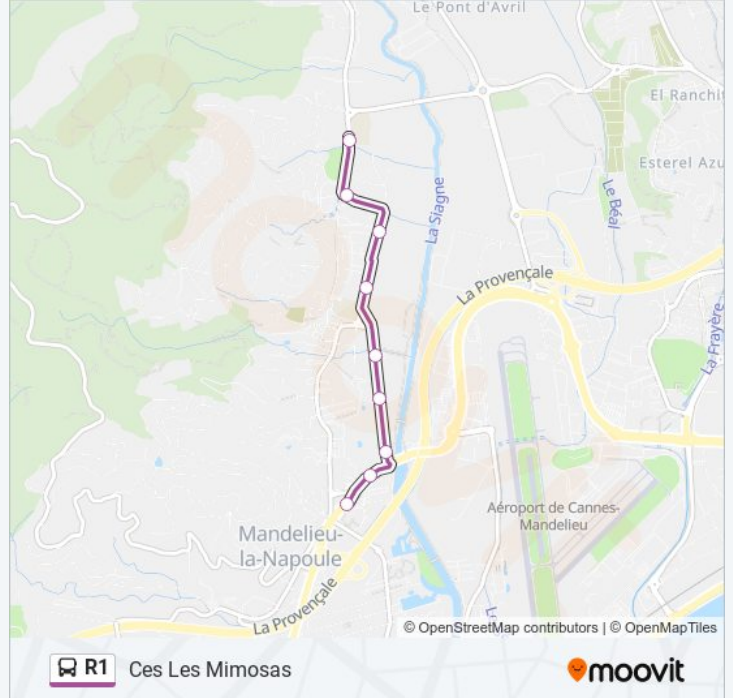 Le Pont d'Avril
El Ranchit
Esterel Azu
La Siagne
Le Béal
La Provençale
La Frayère
Aéroport de Cannes-
Mandelieu
Mandelieu-
la-Napoule
La Provençale
L
© OpenStreetMap contributors | © OpenMapTiles
R1 Ces Les Mimosas
moovit